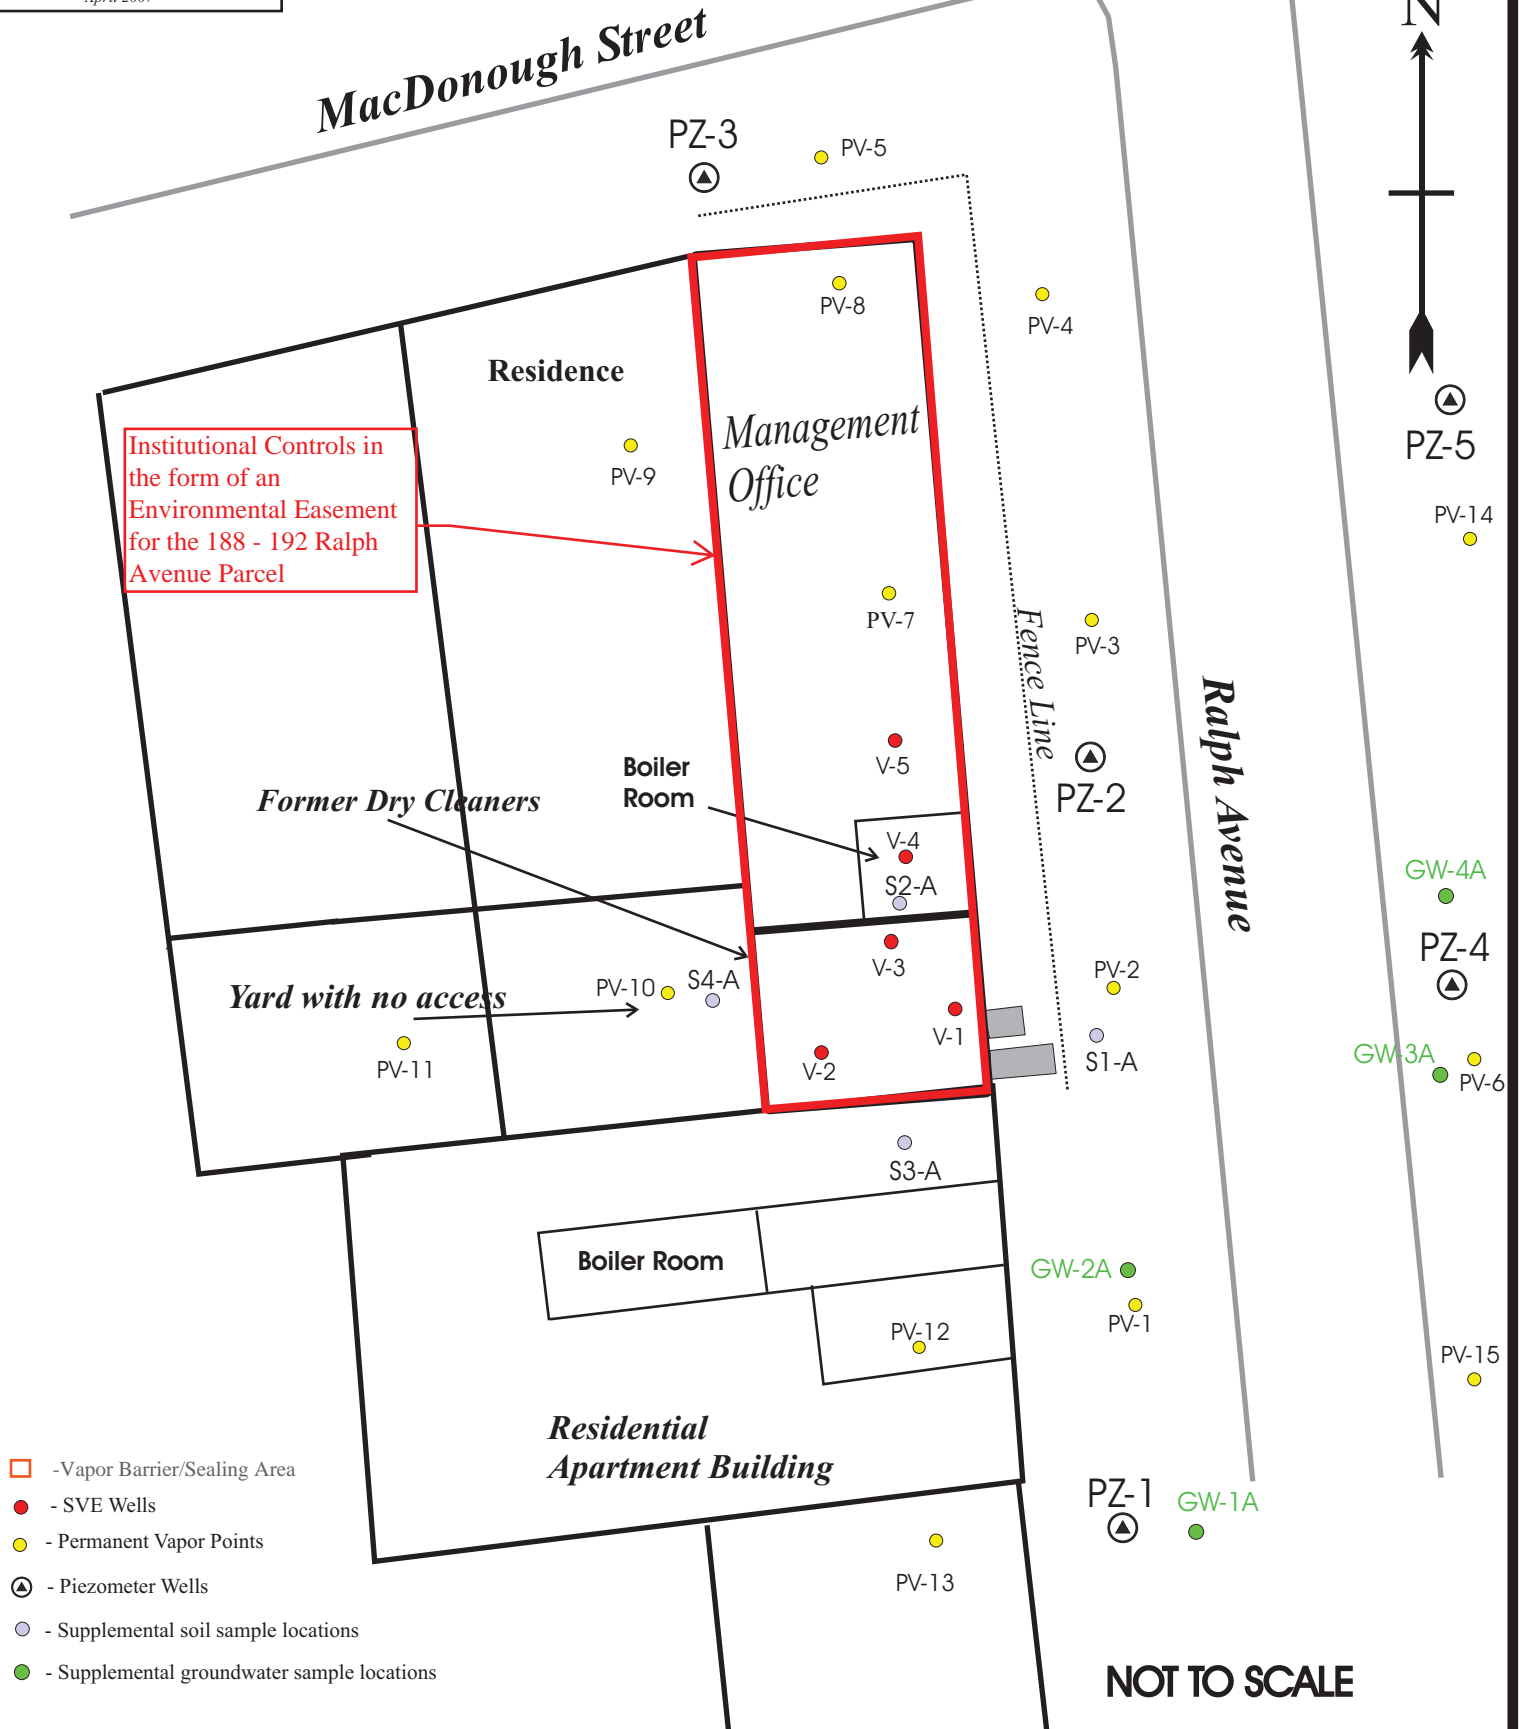 April 2007
MacDonough Street
N
PZ-3
PV-5
PV-8
PV-4
Residence
Management
Office
PZ-5
Institutional Controls in
the form of an
Environmental Easement
for the 188 - 192 Ralph
Avenue Parcel
PV-9
PV-14
PV-7
Fence Line
PV-3
Ralph Avenue
V-5
Boiler
Room
PZ-2
Former Dry Cleaners
V-4
S2-A
GW-4A
PZ-4
V-3
PV-2
Yard with no access
PV-10
S4-A
V-1
S1-A
GW-3A
PV-6
PV-11
V-2
S3-A
Boiler Room
GW-2A
PV-1
PV-12
PV-15
Residential
Apartment Building
PZ-1
GW-1A
PV-13
-Vapor Barrier/Sealing Area
- SVE Wells
- Permanent Vapor Points
- Piezometer Wells
- Supplemental soil sample locations
- Supplemental groundwater sample locations
NOT TO SCALE